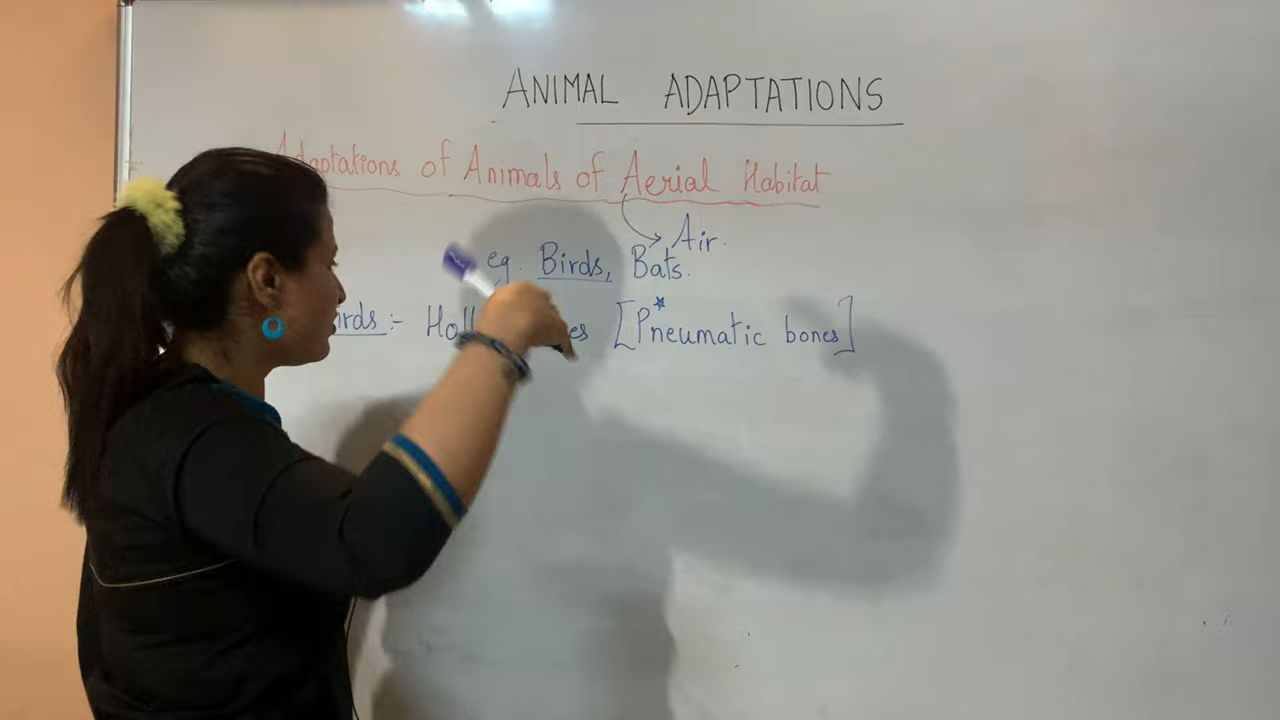 ANIMAL ADAPTATIONS
Adaptations of Animals of Aerial Habitat
Air.
eg. Birds, Bats.
:- [Pneumatic bones]